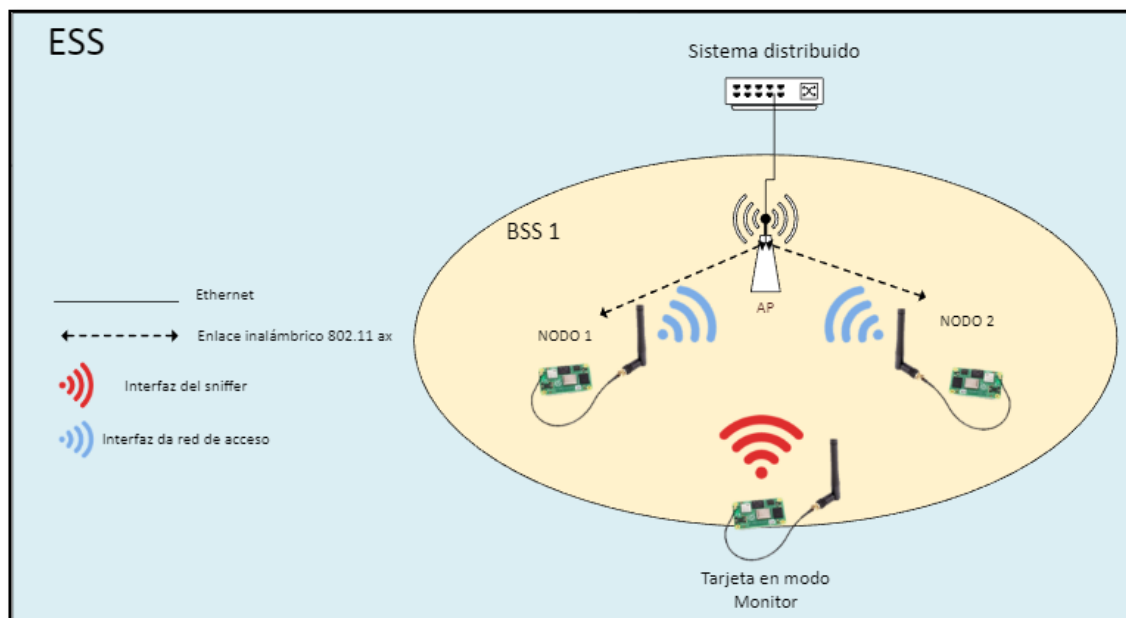 ESS
Sistema distribuido
BSS 1
AP
Ethernet
Enlace inalámbrico 802.11 ax
NODO 1
NODO 2
Interfaz del sniffer
Interfaz da red de acceso
Tarjeta en modo
Monitor